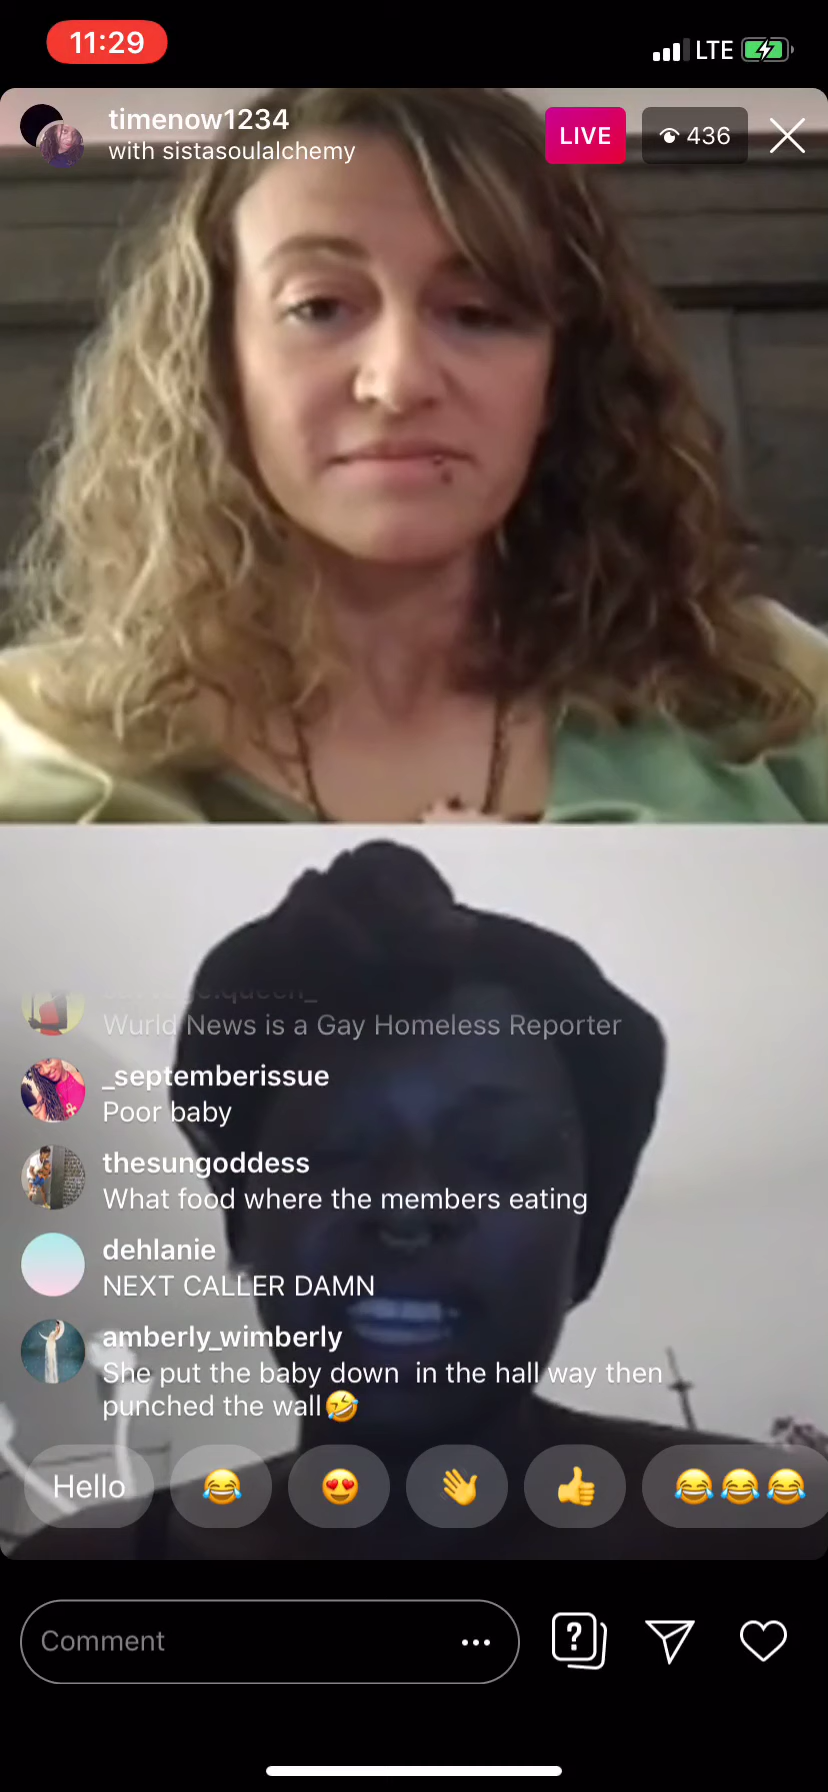 11:29
LTE
timenow1234
with sistasoulalchemy
LIVE
436
Wurld News is a Gay Homeless Reporter
_septemberissue
Poor baby
thesungoddess
What food where the members eating
dehlanie
NEXT CALLER DAMN
amberly_wimberly
She put the baby down in the hall way then
punched the wall🤣
Hello 😂 😍 👋 👍 😂😂😂
Comment